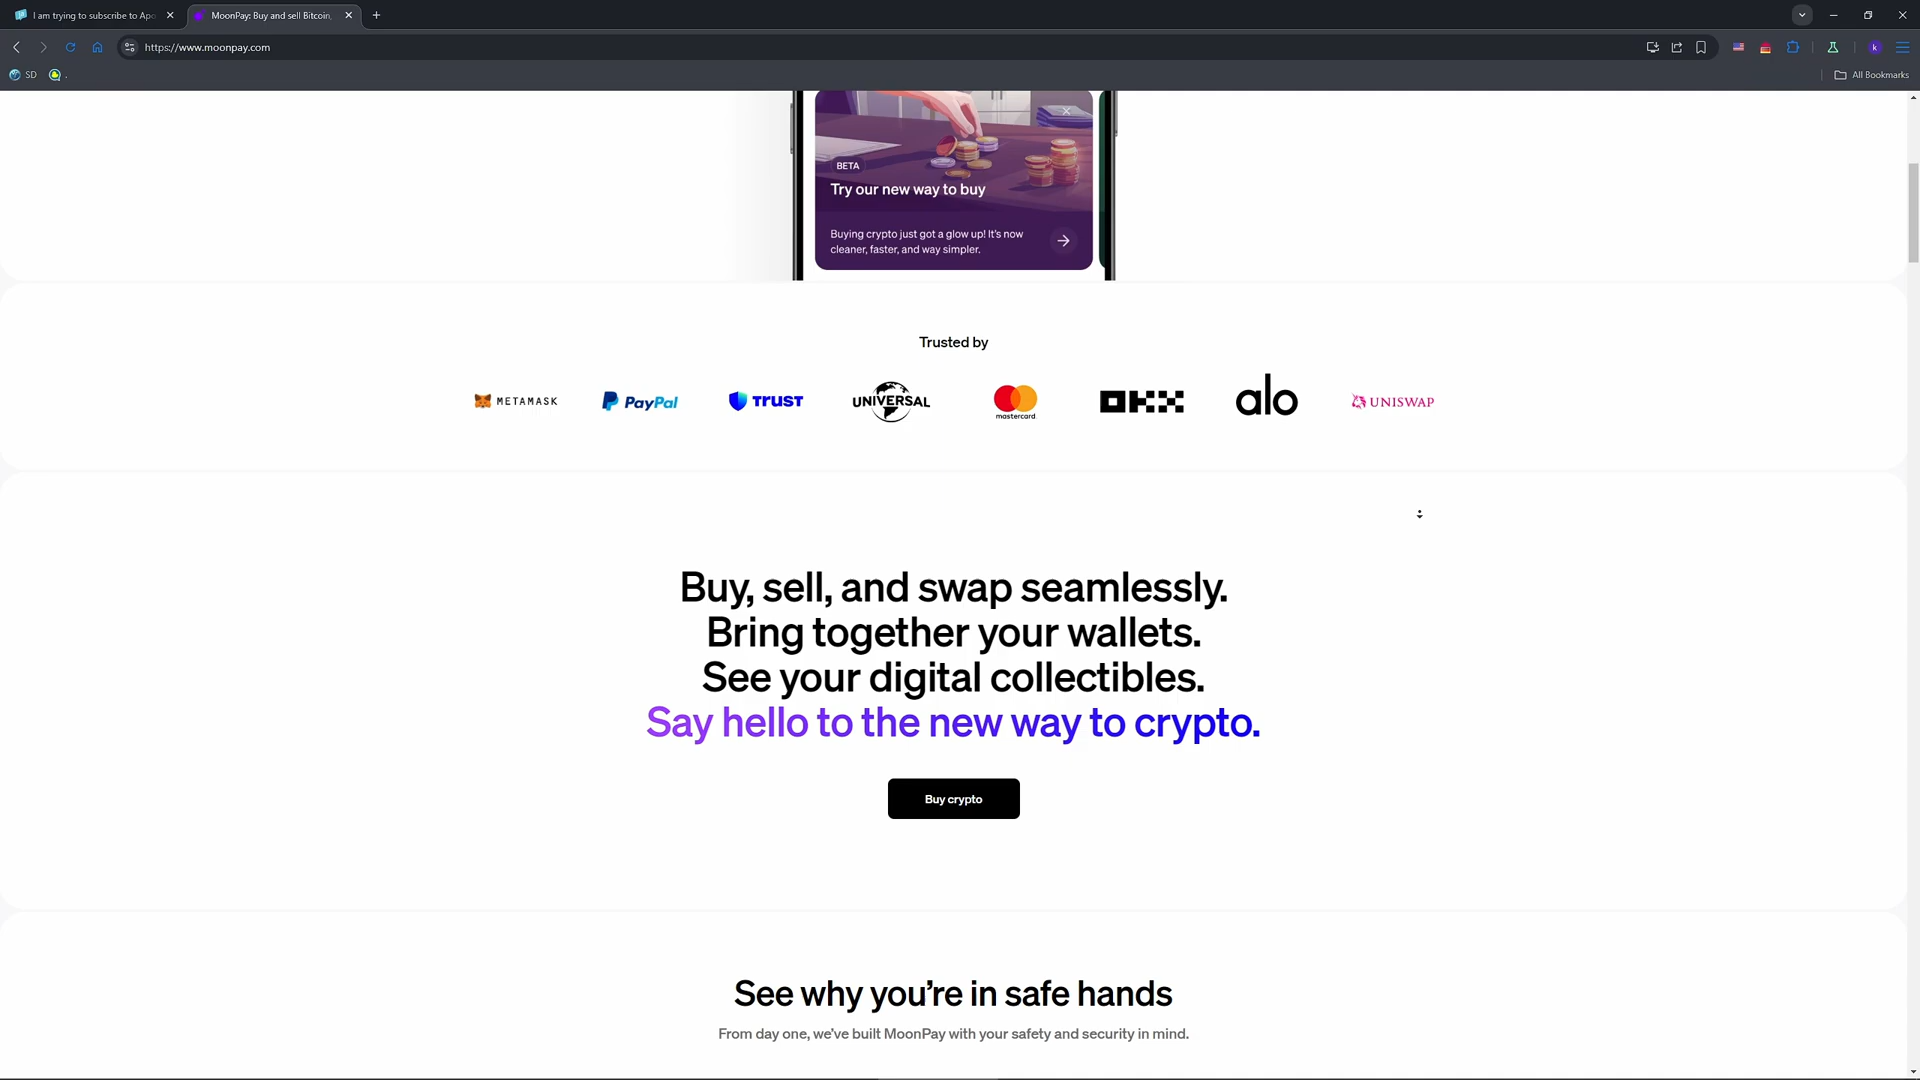 I am trying to subscribe to Apo
MoonPay: Buy and sell Bitcoin,
https://www.moonpay.com
k
SD
.
All Bookmarks
BETA
Try our new way to buy
Buying crypto just got a glow up! It's now
cleaner, faster, and way simpler.
Trusted by
METAMASK
PayPal
TRUST
UNIVERSAL
mastercard
OKX
alo
UNISWAP
Buy, sell, and swap seamlessly.
Bring together your wallets.
See your digital collectibles.
Say hello to the new way to crypto.
Buy crypto
See why you’re in safe hands
From day one, we’ve built MoonPay with your safety and security in mind.